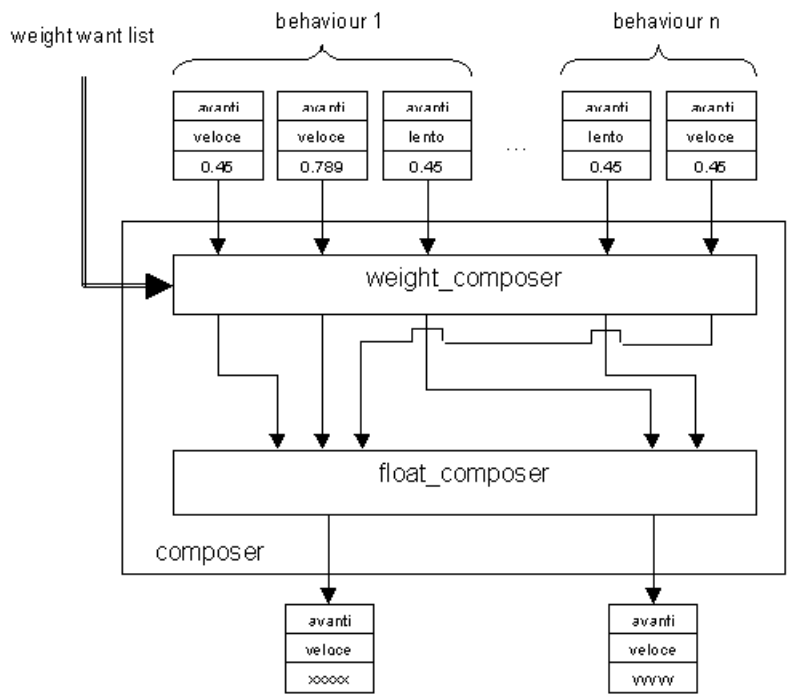 behaviour 1
behaviour n
weight want list
avanti
avanti
avanti
avanti
avanti
veloce
veloce
lento
lento
veloce
0.45
0.789
0.45
...
0.45
0.45
weight_composer
float_composer
composer
avanti
avanti
veloce
veloce
xxxxx
yyyyy